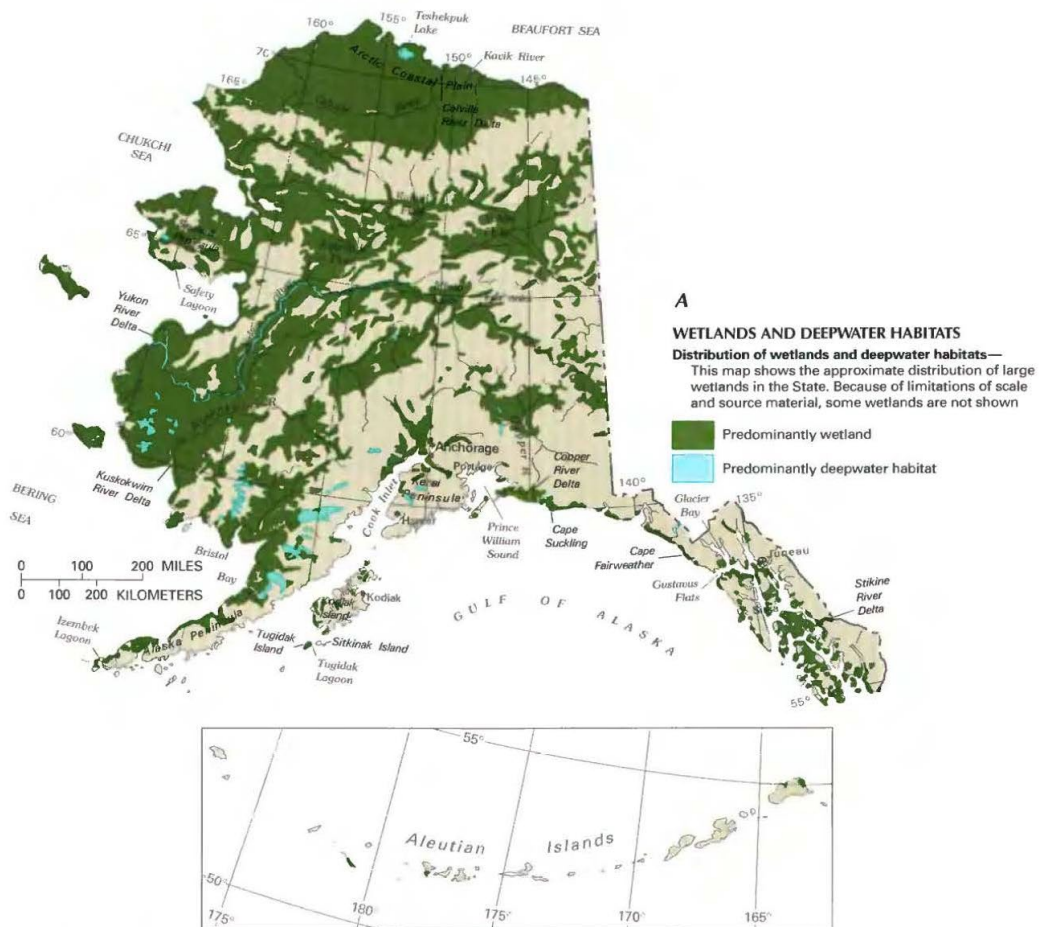 160°
155°
Teshekpuk
Lake
BEAUFORT SEA
70°
Arctic Coastal Plain
150°
Kavik River
145°
165°
Colville
River Delta
CHUKCHI
SEA
65°
Safety
Lagoon
Yukon
River
Delta
60°
Kuskokwim
River Delta
BERING
SEA
Bristol
Bay
Anchorage
Portage
Kenai
Peninsula
Cook Inlet
Homer
Copper R
Copper
River
Delta
Prince
William
Sound
Cape
Suckling
140°
Glacier
Bay
135°
Cape
Fairweather
Juneau
Gustavus
Flats
Sitka
Stikine
River
Delta
55°
GULF OF ALASKA
0 100 200 MILES
0 100 200 KILOMETERS
Izembek
Lagoon
Alaska Peninsula
Kodiak
Island
Kodiak
Tugidak
Island
Sitkinak Island
Tugidak
Lagoon
A
WETLANDS AND DEEPWATER HABITATS
Distribution of wetlands and deepwater habitats—
This map shows the approximate distribution of large
wetlands in the State. Because of limitations of scale
and source material, some wetlands are not shown
Predominantly wetland
Predominantly deepwater habitat
55°
Aleutian Islands
50°
175°
180°
175°
170°
165°